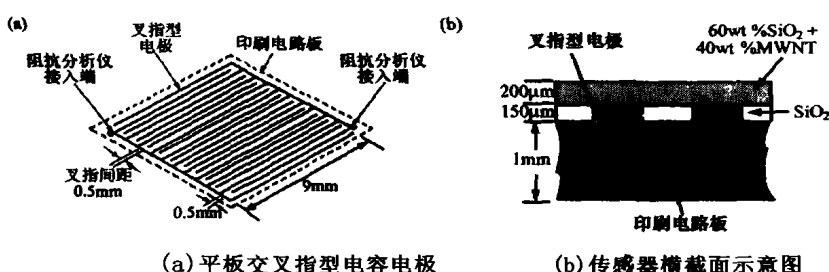 (a)
叉指型
电极
印刷电路板
阻抗分析仪
接入端
阻抗分析仪
接入端
叉指间距
0.5mm
0.5mm
9mm
(a)平板交叉指型电容电极
(b)
叉指型电极
60wt %SiO₂ +
40wt %MWNT
200μm
150μm
SiO₂
1mm
印刷电路板
(b)传感器横截面示意图